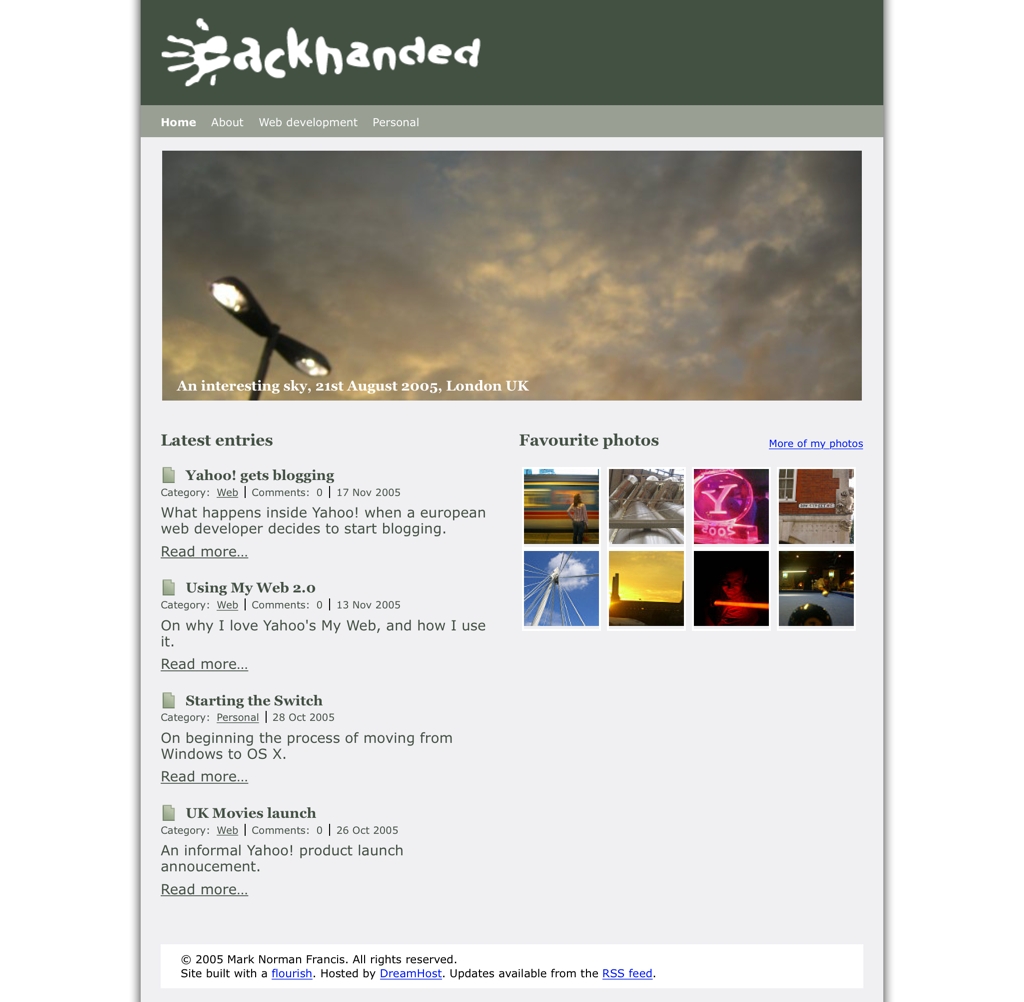 Backhanded
Home About Web development Personal
An interesting sky, 21st August 2005, London UK
Latest entries
Yahoo! gets blogging
Category: Web | Comments: 0 | 17 Nov 2005
What happens inside Yahoo! when a european
web developer decides to start blogging.
Read more...
Using My Web 2.0
Category: Web | Comments: 0 | 13 Nov 2005
On why I love Yahoo's My Web, and how I use
it.
Read more...
Starting the Switch
Category: Personal | 28 Oct 2005
On beginning the process of moving from
Windows to OS X.
Read more...
UK Movies launch
Category: Web | Comments: 0 | 26 Oct 2005
An informal Yahoo! product launch
annoucement.
Read more...
Favourite photos
More of my photos
Y
2005
© 2005 Mark Norman Francis. All rights reserved.
Site built with a flourish. Hosted by DreamHost. Updates available from the RSS feed.